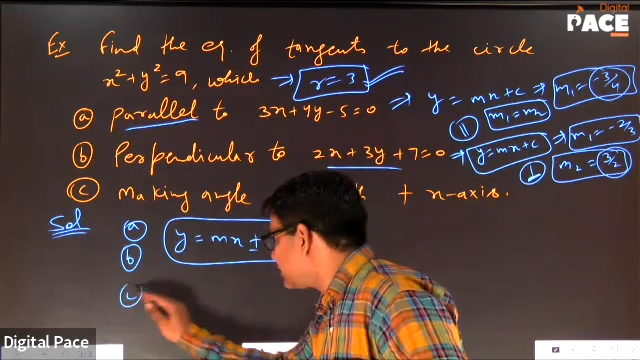 Digital
PACE
Ex Find the eq. of tangents to the circle
x²+y²=9, which → r=3
(a) parallel to 3x+4y-5=0 ⇒ y=mx+c ⇒ m₁=-3/4
|| m₁=m₂
(b) Perpendicular to 2x+3y+7=0 → y=mx+c ⇒ m₁=-2/3
⊥ m₂=3/2
(c) making angle + x-axis.
Sol (a) y = mx ±
(b)
(c)
Digital Pace